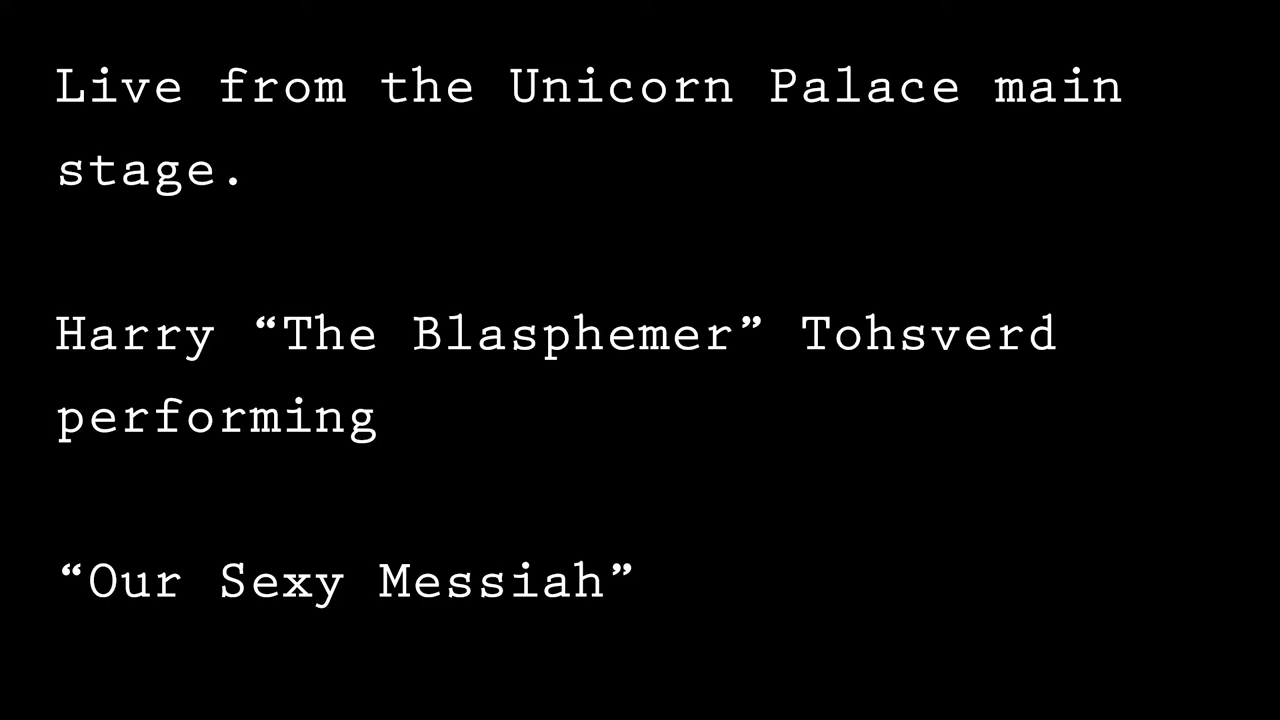 Live from the Unicorn Palace main
stage.
Harry “The Blasphemer” Tohsverd
performing
“Our Sexy Messiah”